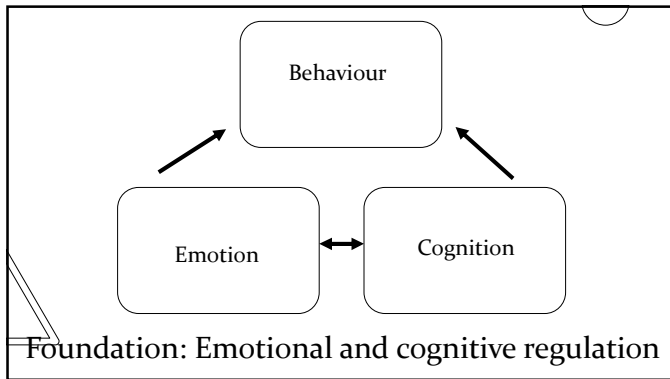 Behaviour
Emotion
Cognition
Foundation: Emotional and cognitive regulation